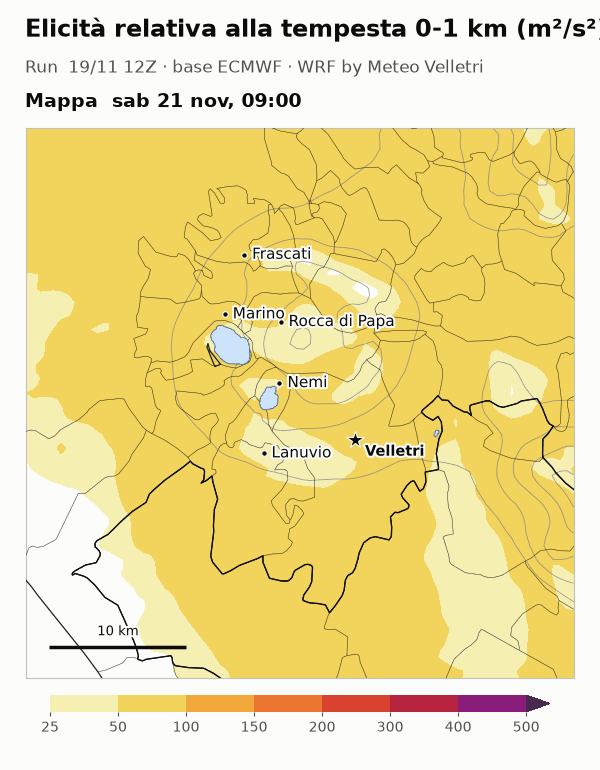 Elicità relativa alla tempesta 0-1 km (m²/s²)
Run 19/11 12Z · base ECMWF · WRF by Meteo Velletri
Mappa sab 21 nov, 09:00
Frascati
Marino
Rocca di Papa
Nemi
Velletri
Lanuvio
10 km
25 50 100 150 200 300 400 500